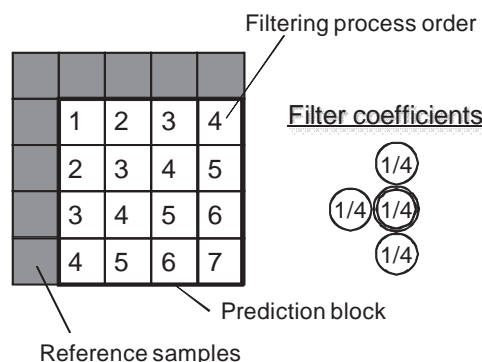 Filtering process order
1 2 3 4
Filter coefficients
2 3 4 5
1/4
3 4 5 6
1/4 1/4
1/4
4 5 6 7
Prediction block
Reference samples